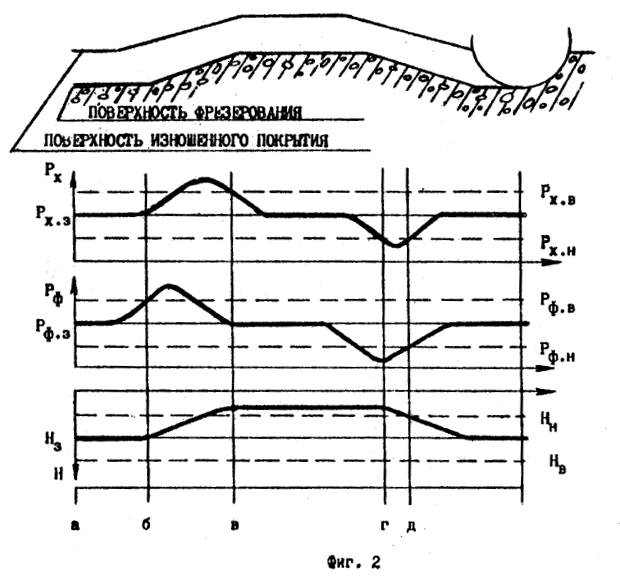 ПОВЕРХНОСТЬ ФРЕЗЕРОВАНИЯ
ПОВЕРХНОСТЬ ИЗНОШЕННОГО ПОКРЫТИЯ
Pх
Pх.в
Pх.з
Pх.н
Pф
Pф.в
Pф.з
Pф.н
Hн
Hз
Hв
H
а б в г д
Фиг. 2